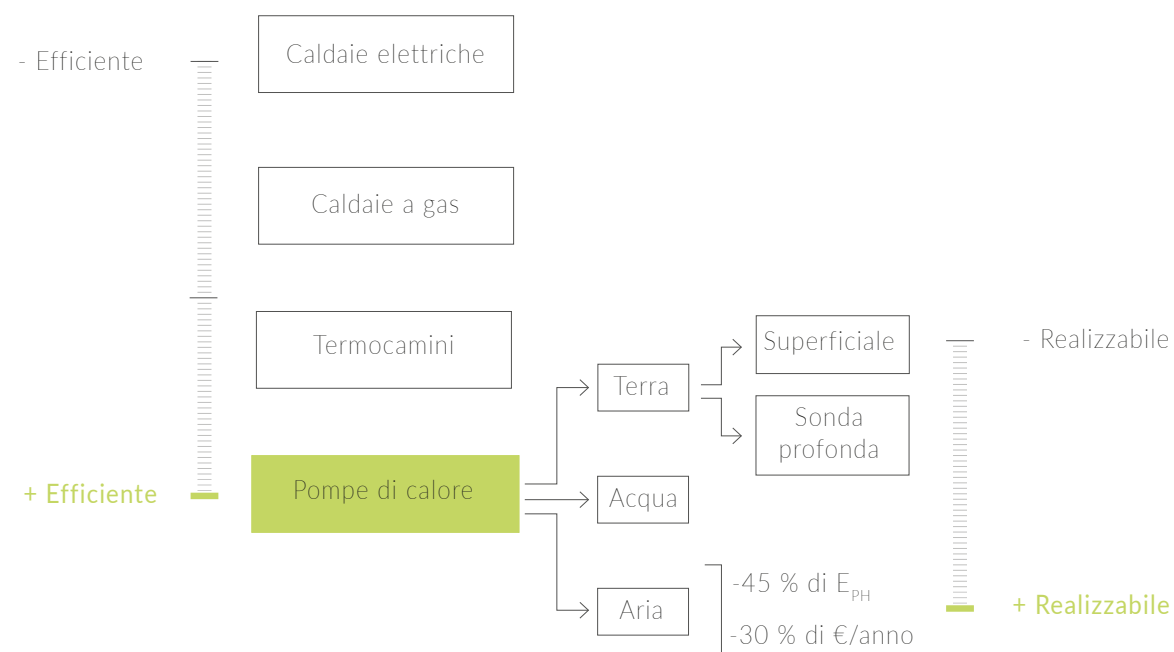 - Efficiente
Caldaie elettriche
Caldaie a gas
Termocamini
+ Efficiente
Pompe di calore
Terra
Superficiale
Sonda
profonda
Acqua
Aria
-45 % di E_PH
-30 % di €/anno
- Realizzabile
+ Realizzabile